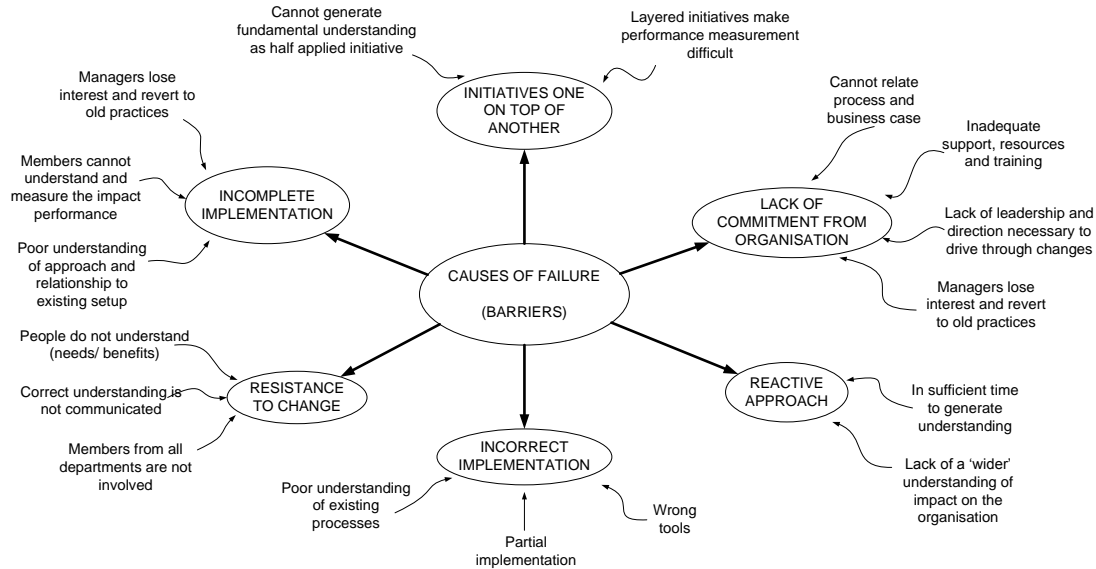 Cannot generate
fundamental understanding
as half applied initiative
Layered initiatives make
performance measurement
difficult
INITIATIVES ONE
ON TOP OF
ANOTHER
Managers lose
interest and revert to
old practices
Members cannot
understand and
measure the impact
performance
Poor understanding
of approach and
relationship to
existing setup
INCOMPLETE
IMPLEMENTATION
Cannot relate
process and
business case
Inadequate
support, resources
and training
Lack of leadership and
direction necessary to
drive through changes
Managers lose
interest and revert
to old practices
LACK OF
COMMITMENT FROM
ORGANISATION
CAUSES OF FAILURE
(BARRIERS)
People do not understand
(needs/ benefits)
Correct understanding is
not communicated
Members from all
departments are not
involved
RESISTANCE
TO CHANGE
INCORRECT
IMPLEMENTATION
Poor understanding
of existing
processes
Partial
implementation
Wrong
tools
REACTIVE
APPROACH
In sufficient time
to generate
understanding
Lack of a ‘wider’
understanding of
impact on the
organisation